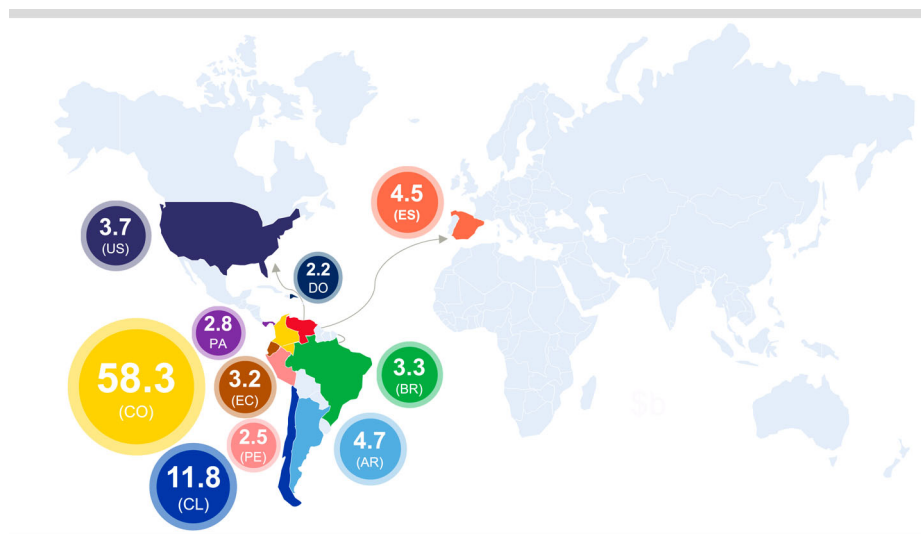 4.5
(ES)
3.7
(US)
2.2
DO
2.8
PA
58.3
(CO)
3.2
(EC)
3.3
(BR)
2.5
(PE)
4.7
(AR)
11.8
(CL)
$b